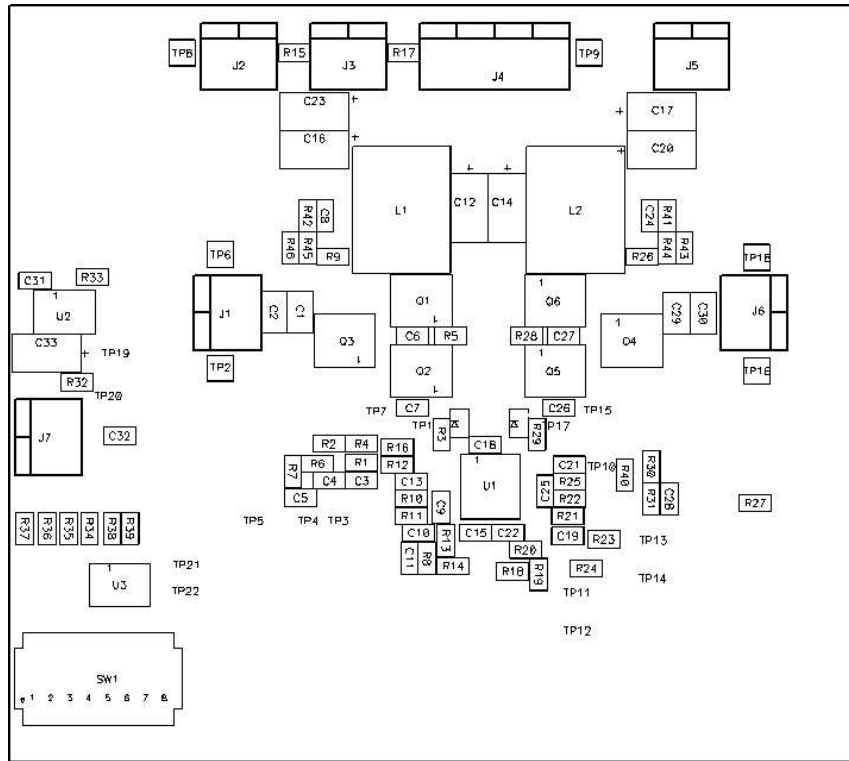 TP8 J2 R15 J3 R17 J4 TP9 J5
C23 + C17 +
C16 + C20 +
L1 C12 + C14 + L2
R42 C8 C24 R41
R46 R45 R9 R26 R44 R43
TP6 TP18
C31 R33
1 U2
J1 C2 C1 Q1 1 Q6 C29 C30 J6
Q3 C6 R5 R28 C27 1 Q4
C33 + TP19
TP2 Q2 Q5 TP16
R32 TP20
TP7 C7 C26 TP15
J7 C32 TP1 R3 TP17 R29
R2 R4 R16 C18
R7 R6 R1 R12 1 U1 C21 TP10 R40 R30
C4 C3 C13 C25 R25
C5 R10 C9 R22 R31 C28 R27
TP5 TP4 TP3 R11 R21
R37 R36 R35 R34 R38 R39 C10 R13 C15 C22 C19 R23 TP13
C11 R8 R14 R20
TP21 R18 R19 R24 TP14
1 U3 TP22 TP11
TP12
SW1
1 2 3 4 5 6 7 8